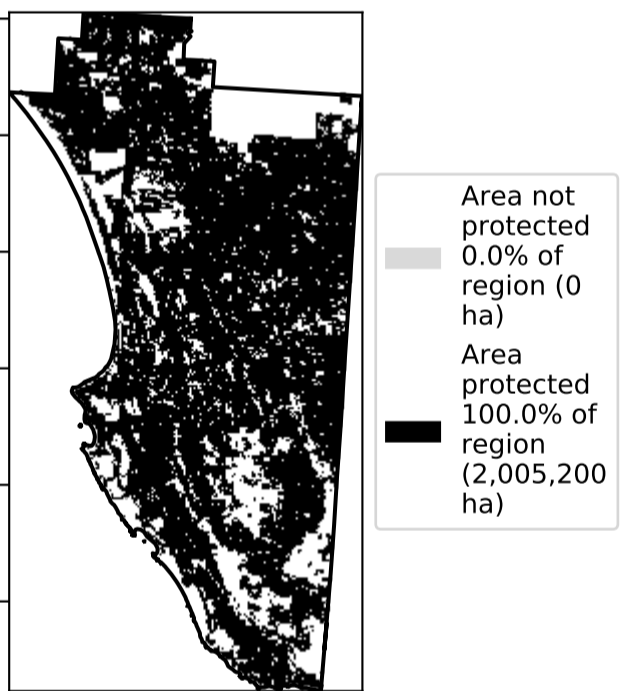 Area not
protected
0.0% of
region (0
ha)
Area
protected
100.0% of
region
(2,005,200
ha)